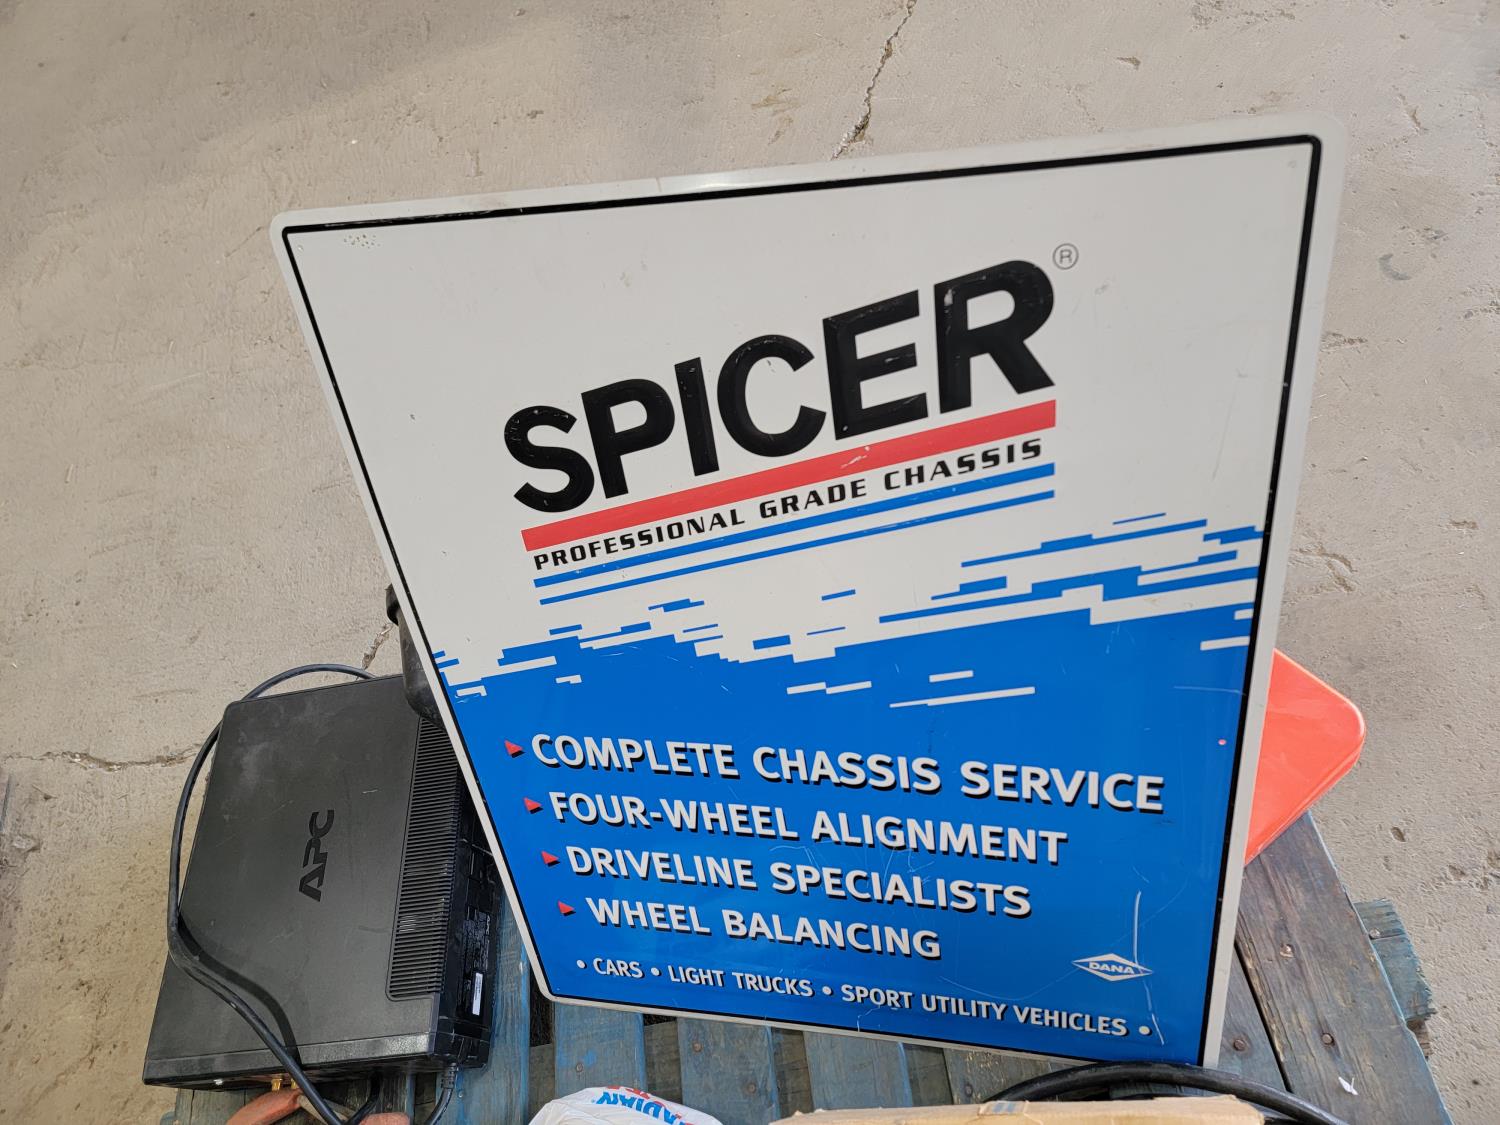 SPICER®
PROFESSIONAL GRADE CHASSIS
COMPLETE CHASSIS SERVICE
FOUR-WHEEL ALIGNMENT
DRIVELINE SPECIALISTS
WHEEL BALANCING
• CARS • LIGHT TRUCKS • SPORT UTILITY VEHICLES •
DANA
APC